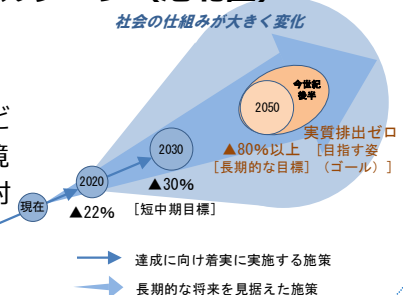 社会の仕組みが大きく変化
今世紀
後半
2050
実質排出ゼロ
▲80%以上 [目指す姿
[長期的な目標] (ゴール)]
2030
▲30%
[短中期目標]
2020
▲22%
現在
ど
境
対
達成に向け着実に実施する施策
長期的な将来を見据えた施策